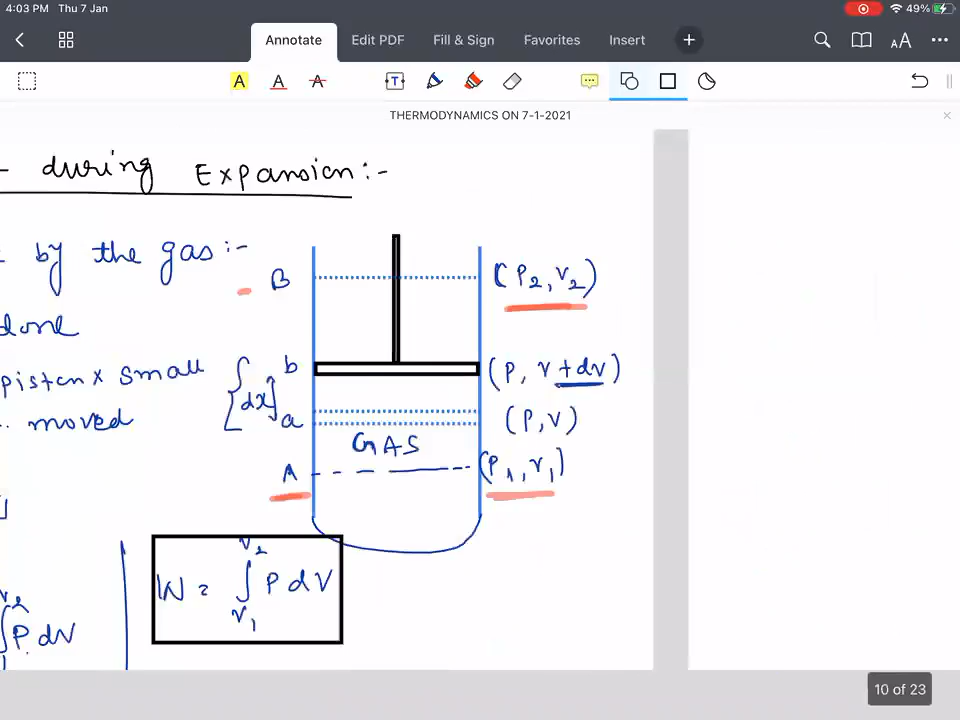 4:03 PM Thu 7 Jan
49%
Annotate Edit PDF Fill & Sign Favorites Insert
A A A T AA
THERMODYNAMICS ON 7-1-2021
during Expansion:-
by the gas :-
B (P2, V2)
done
piston x small
b (P, V + dV)
moved
dx
a (P, V)
GAS
A (P1, V1)
W = ∫ P dV
V2
V1
∫ P dV
10 of 23